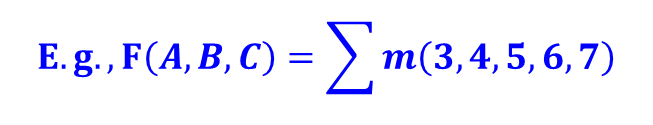 E.g., F(A, B, C) = ∑ m(3, 4, 5, 6, 7)